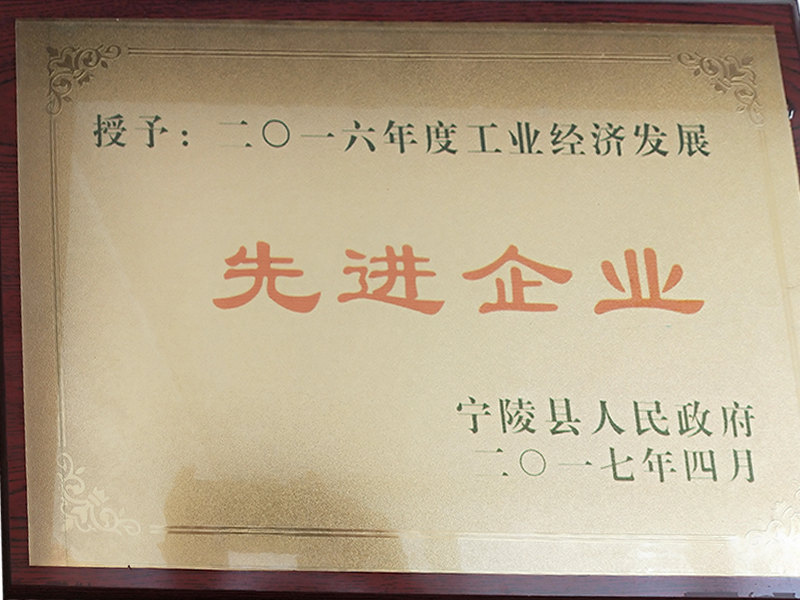 授予：二〇一六年度工业经济发展
先进企业
宁陵县人民政府
二〇一七年四月